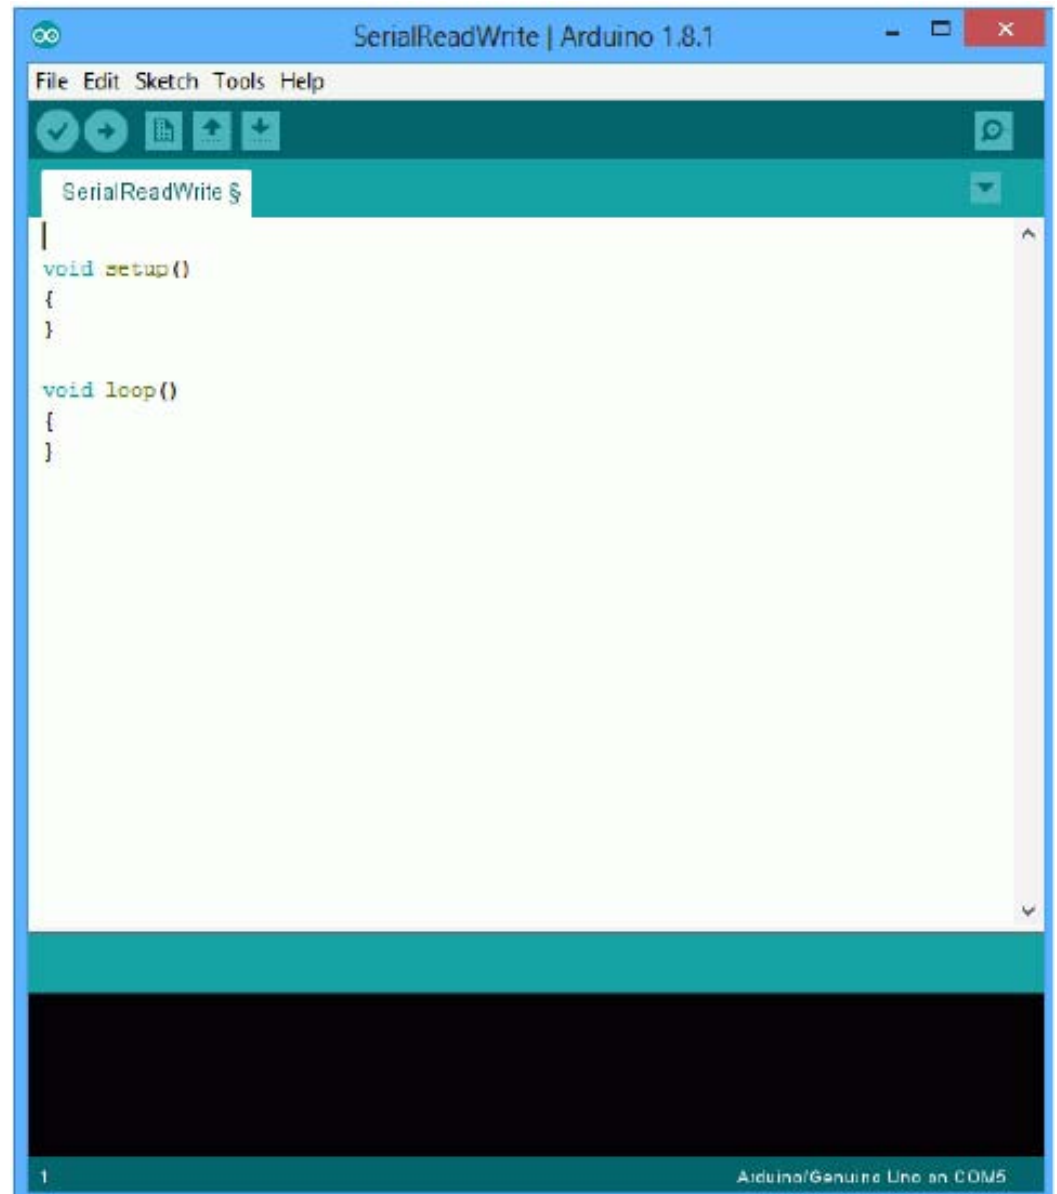 SerialReadWrite | Arduino 1.8.1
File Edit Sketch Tools Help
SerialReadWrite §
void setup()
{
}
void loop()
{
}
1
Arduino/Genuino Uno on COM5